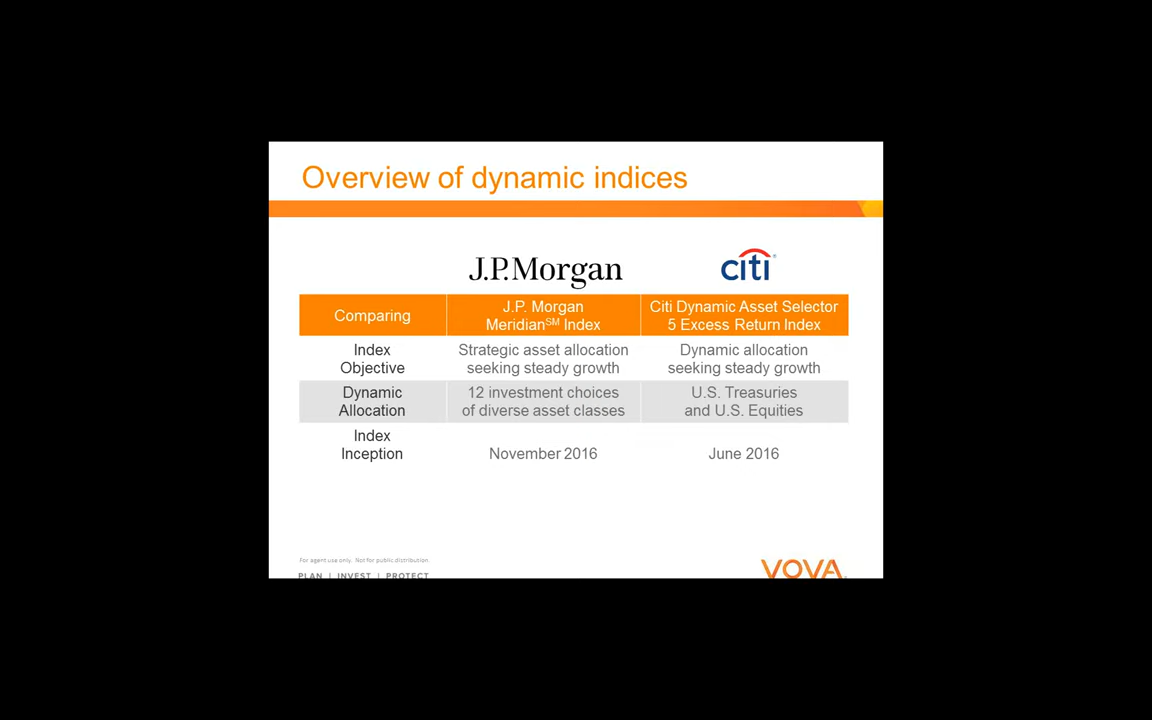 Overview of dynamic indices
J.P.Morgan
citi®
Comparing
J.P. Morgan
Meridian℠ Index
Citi Dynamic Asset Selector
5 Excess Return Index
Index
Objective
Strategic asset allocation
seeking steady growth
Dynamic allocation
seeking steady growth
Dynamic
Allocation
12 investment choices
of diverse asset classes
U.S. Treasuries
and U.S. Equities
Index
Inception
November 2016
June 2016
For agent use only. Not for public distribution.
PLAN | INVEST | PROTECT
VOYA